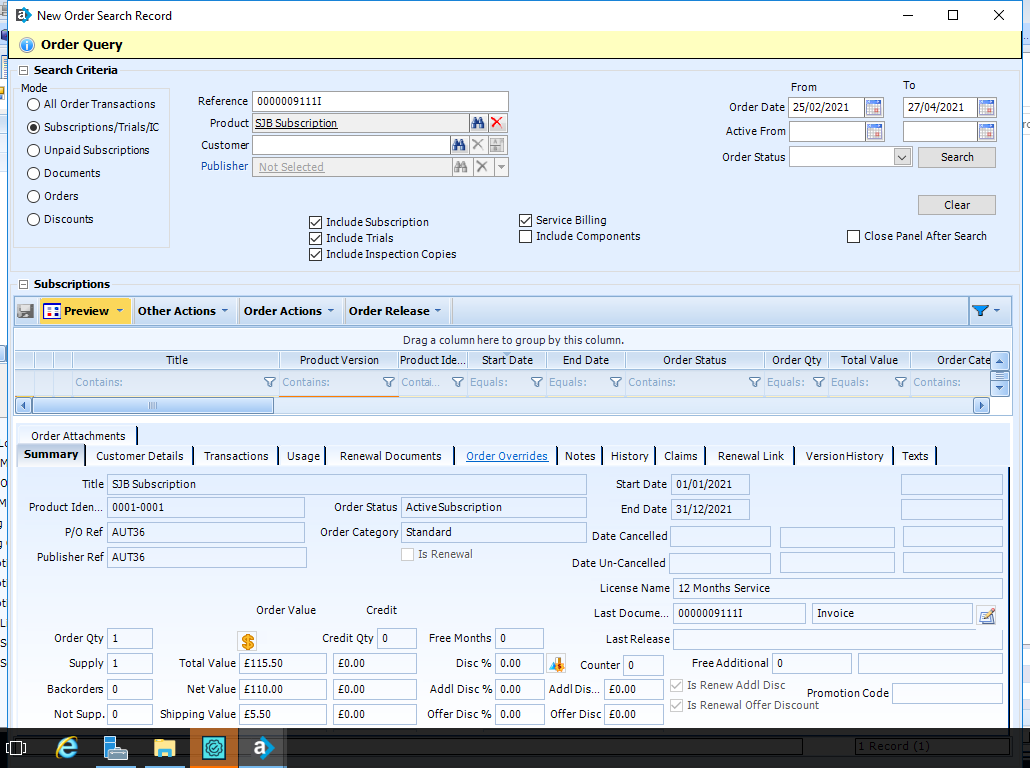 New Order Search Record
Order Query
Search Criteria
Mode
All Order Transactions
Subscriptions/Trials/IC
Unpaid Subscriptions
Documents
Orders
Discounts
Reference 0000009111I
Product SJB Subscription
Customer
Publisher Not Selected
From To
Order Date 25/02/2021 27/04/2021
Active From
Order Status Search
Clear
Include Subscription
Include Trials
Include Inspection Copies
Service Billing
Include Components
Close Panel After Search
Subscriptions
Preview Other Actions Order Actions Order Release
Drag a column here to group by this column.
Title Product Version Product Ide... Start Date End Date Order Status Order Qty Total Value Order Cate
Contains: Contains: Contai... Equals: Equals: Contains: Equals: Equals: Contains:
Order Attachments
Summary Customer Details Transactions Usage Renewal Documents Order Overrides Notes History Claims Renewal Link Version History Texts
Title SJB Subscription Start Date 01/01/2021
Product Iden... 0001-0001 Order Status Active Subscription End Date 31/12/2021
P/O Ref AUT36 Order Category Standard Date Cancelled
Publisher Ref AUT36 Is Renewal Date Un-Cancelled
License Name 12 Months Service
Order Value Credit Last Docume... 0000009111I Invoice
Order Qty 1 Credit Qty 0 Free Months 0 Last Release
Supply 1 Total Value £115.50 £0.00 Disc % 0.00 Counter 0 Free Additional 0
Backorders 0 Net Value £110.00 £0.00 Addl Disc % 0.00 Addl Dis... £0.00 Is Renew Addl Disc Promotion Code
Not Supp. 0 Shipping Value £5.50 £0.00 Offer Disc % 0.00 Offer Disc £0.00 Is Renewal Offer Discount
1 Record (1)